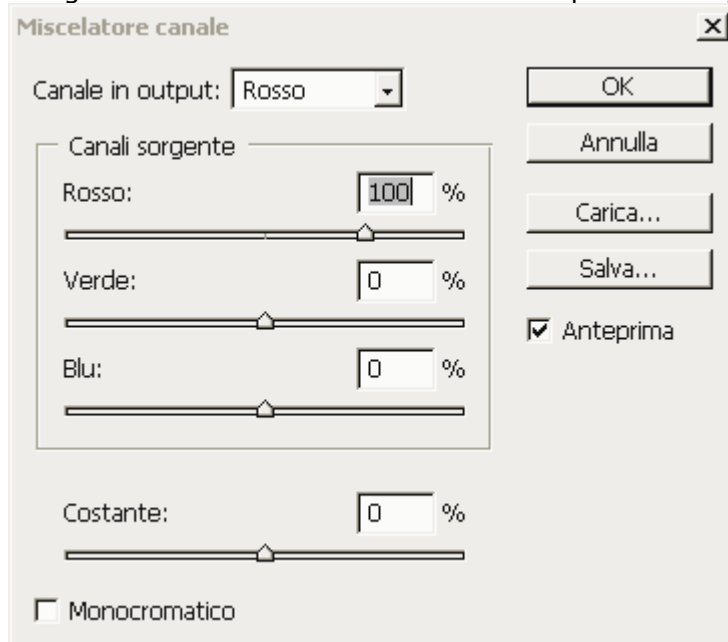 Miscelatore canale
Canale in output: Rosso
OK
Canali sorgente
Annulla
Rosso: 100 %
Carica...
Verde: 0 %
Salva...
Anteprima
Blu: 0 %
Costante: 0 %
Monocromatico